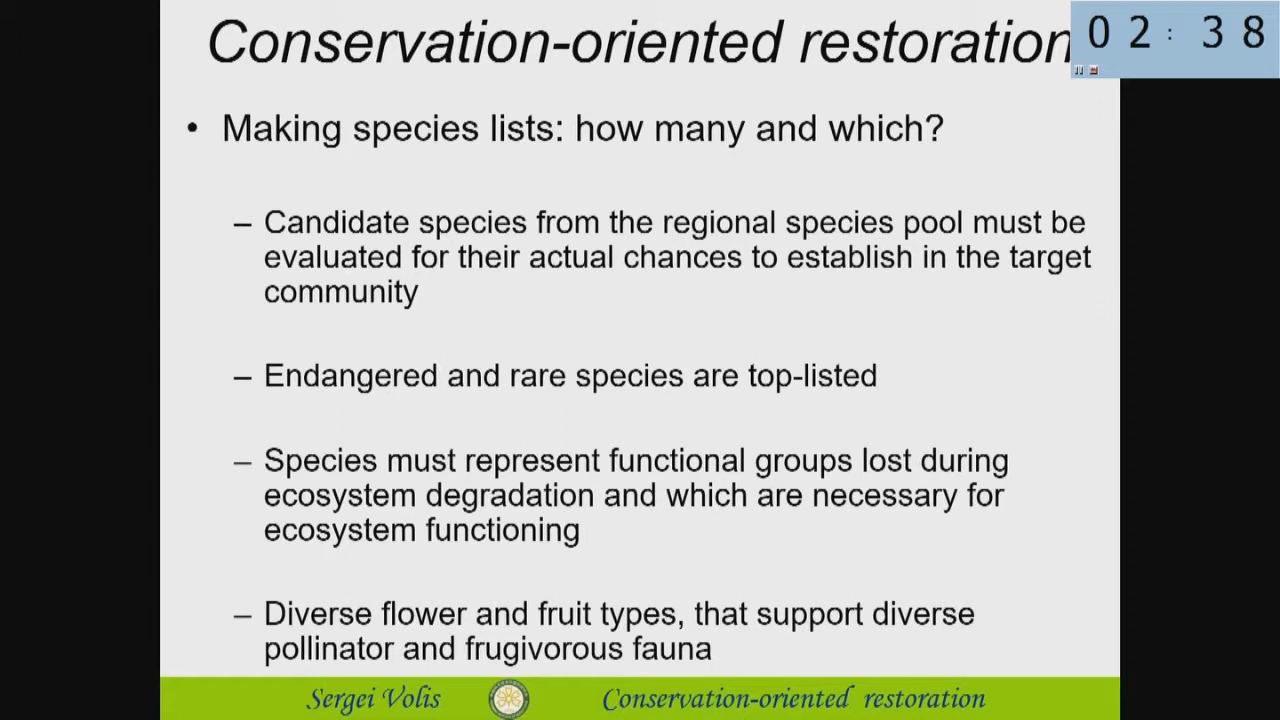 Conservation-oriented restoration
02:38
• Making species lists: how many and which?
– Candidate species from the regional species pool must be
evaluated for their actual chances to establish in the target
community
– Endangered and rare species are top-listed
– Species must represent functional groups lost during
ecosystem degradation and which are necessary for
ecosystem functioning
– Diverse flower and fruit types, that support diverse
pollinator and frugivorous fauna
Sergei Volis
Conservation-oriented restoration